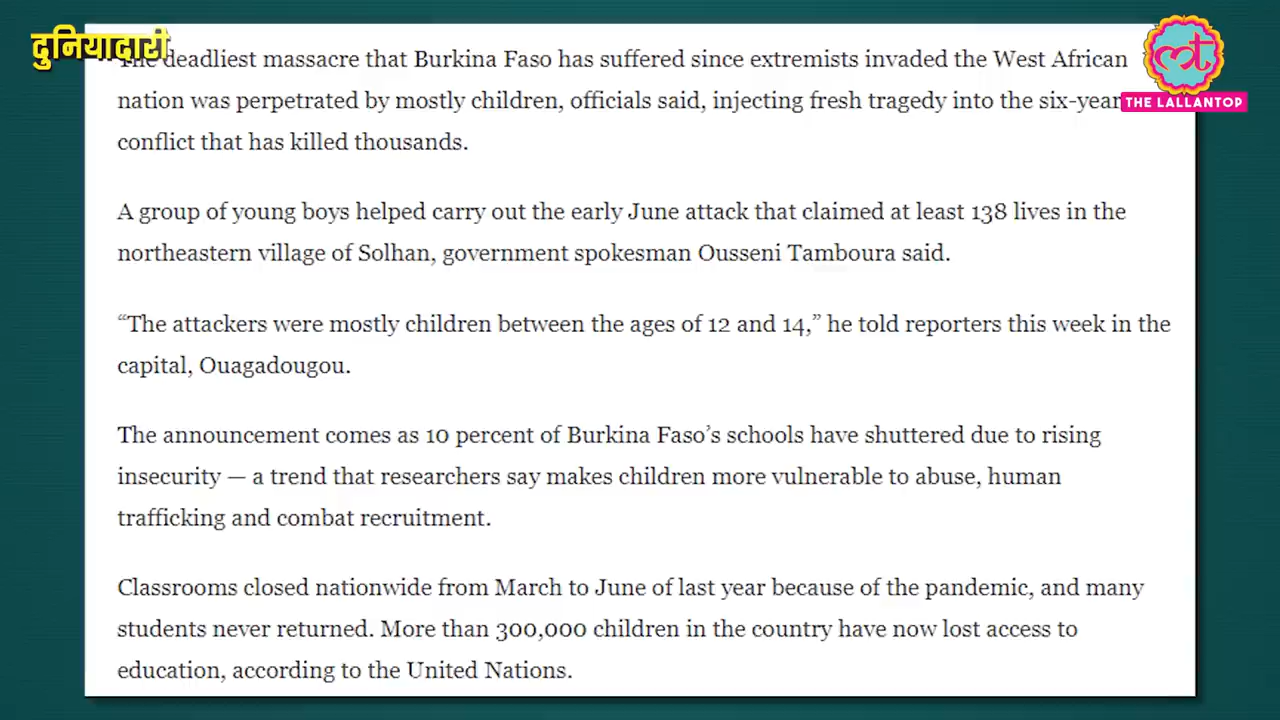 दुनियादारी
The deadliest massacre that Burkina Faso has suffered since extremists invaded the West African
nation was perpetrated by mostly children, officials said, injecting fresh tragedy into the six-year
conflict that has killed thousands.
A group of young boys helped carry out the early June attack that claimed at least 138 lives in the
northeastern village of Solhan, government spokesman Ousseni Tamboura said.
“The attackers were mostly children between the ages of 12 and 14,” he told reporters this week in the
capital, Ouagadougou.
The announcement comes as 10 percent of Burkina Faso’s schools have shuttered due to rising
insecurity — a trend that researchers say makes children more vulnerable to abuse, human
trafficking and combat recruitment.
Classrooms closed nationwide from March to June of last year because of the pandemic, and many
students never returned. More than 300,000 children in the country have now lost access to
education, according to the United Nations.
लT
THE LALLANTOP